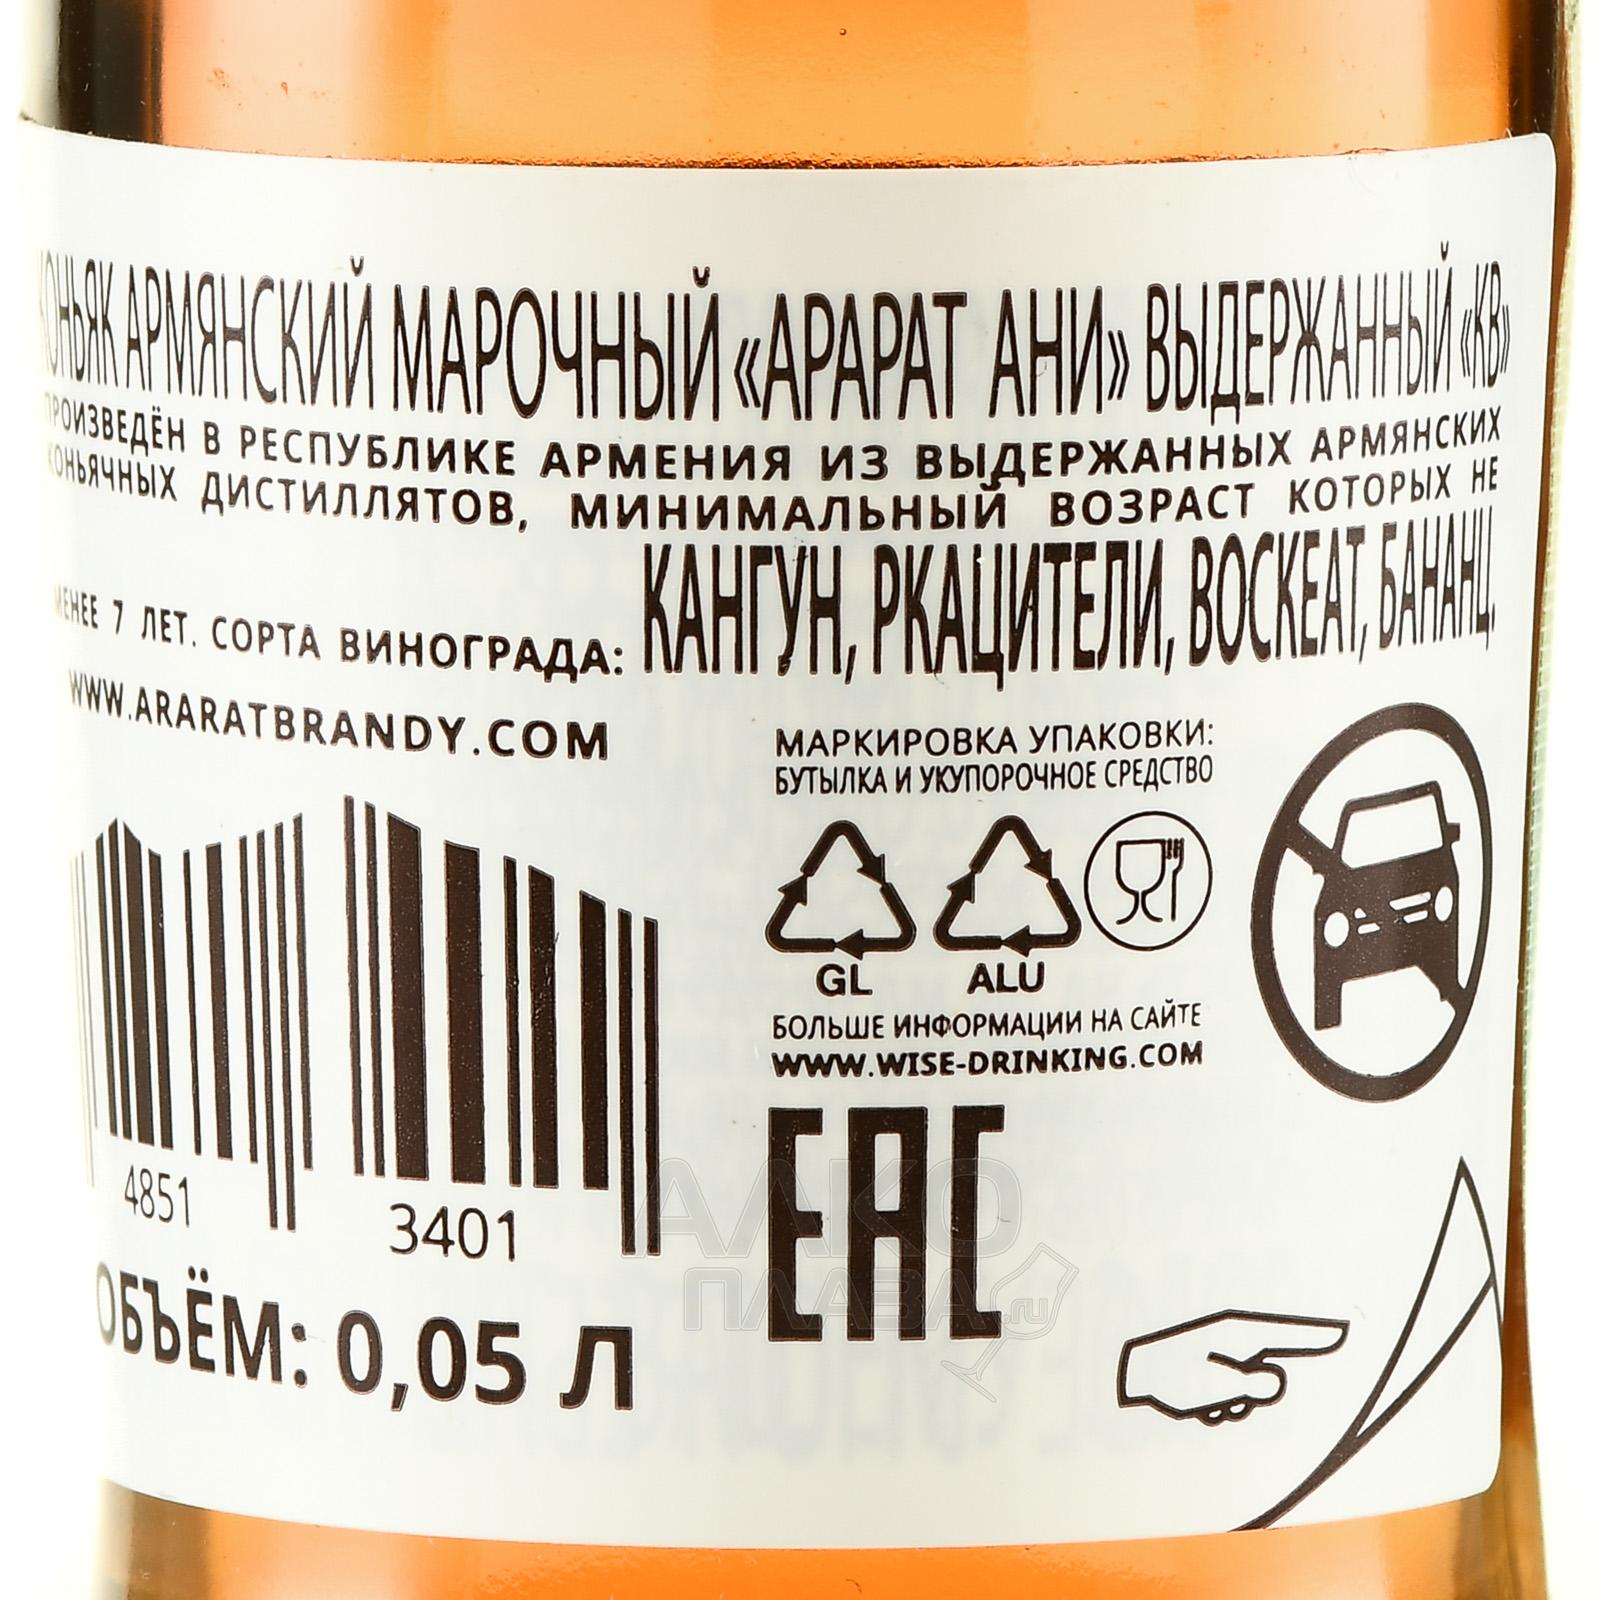 КОНЬЯК АРМЯНСКИЙ МАРОЧНЫЙ «АРАРАТ АНИ» ВЫДЕРЖАННЫЙ «КВ»
ПРОИЗВЕДЁН В РЕСПУБЛИКЕ АРМЕНИЯ ИЗ ВЫДЕРЖАННЫХ АРМЯНСКИХ
КОНЬЯЧНЫХ ДИСТИЛЛЯТОВ, МИНИМАЛЬНЫЙ ВОЗРАСТ КОТОРЫХ НЕ
МЕНЕЕ 7 ЛЕТ. СОРТА ВИНОГРАДА: КАНГУН, РКАЦИТЕЛИ, ВОСКЕАТ, БАНАНЦ.
WWW.ARARATBRANDY.COM
МАРКИРОВКА УПАКОВКИ:
БУТЫЛКА И УКУПОРОЧНОЕ СРЕДСТВО
GL ALU
БОЛЬШЕ ИНФОРМАЦИИ НА САЙТЕ
WWW.WISE-DRINKING.COM
4851 3401
ЕАС
ОБЪЁМ: 0,05 Л
АЛКО
ПЛАВА.ru